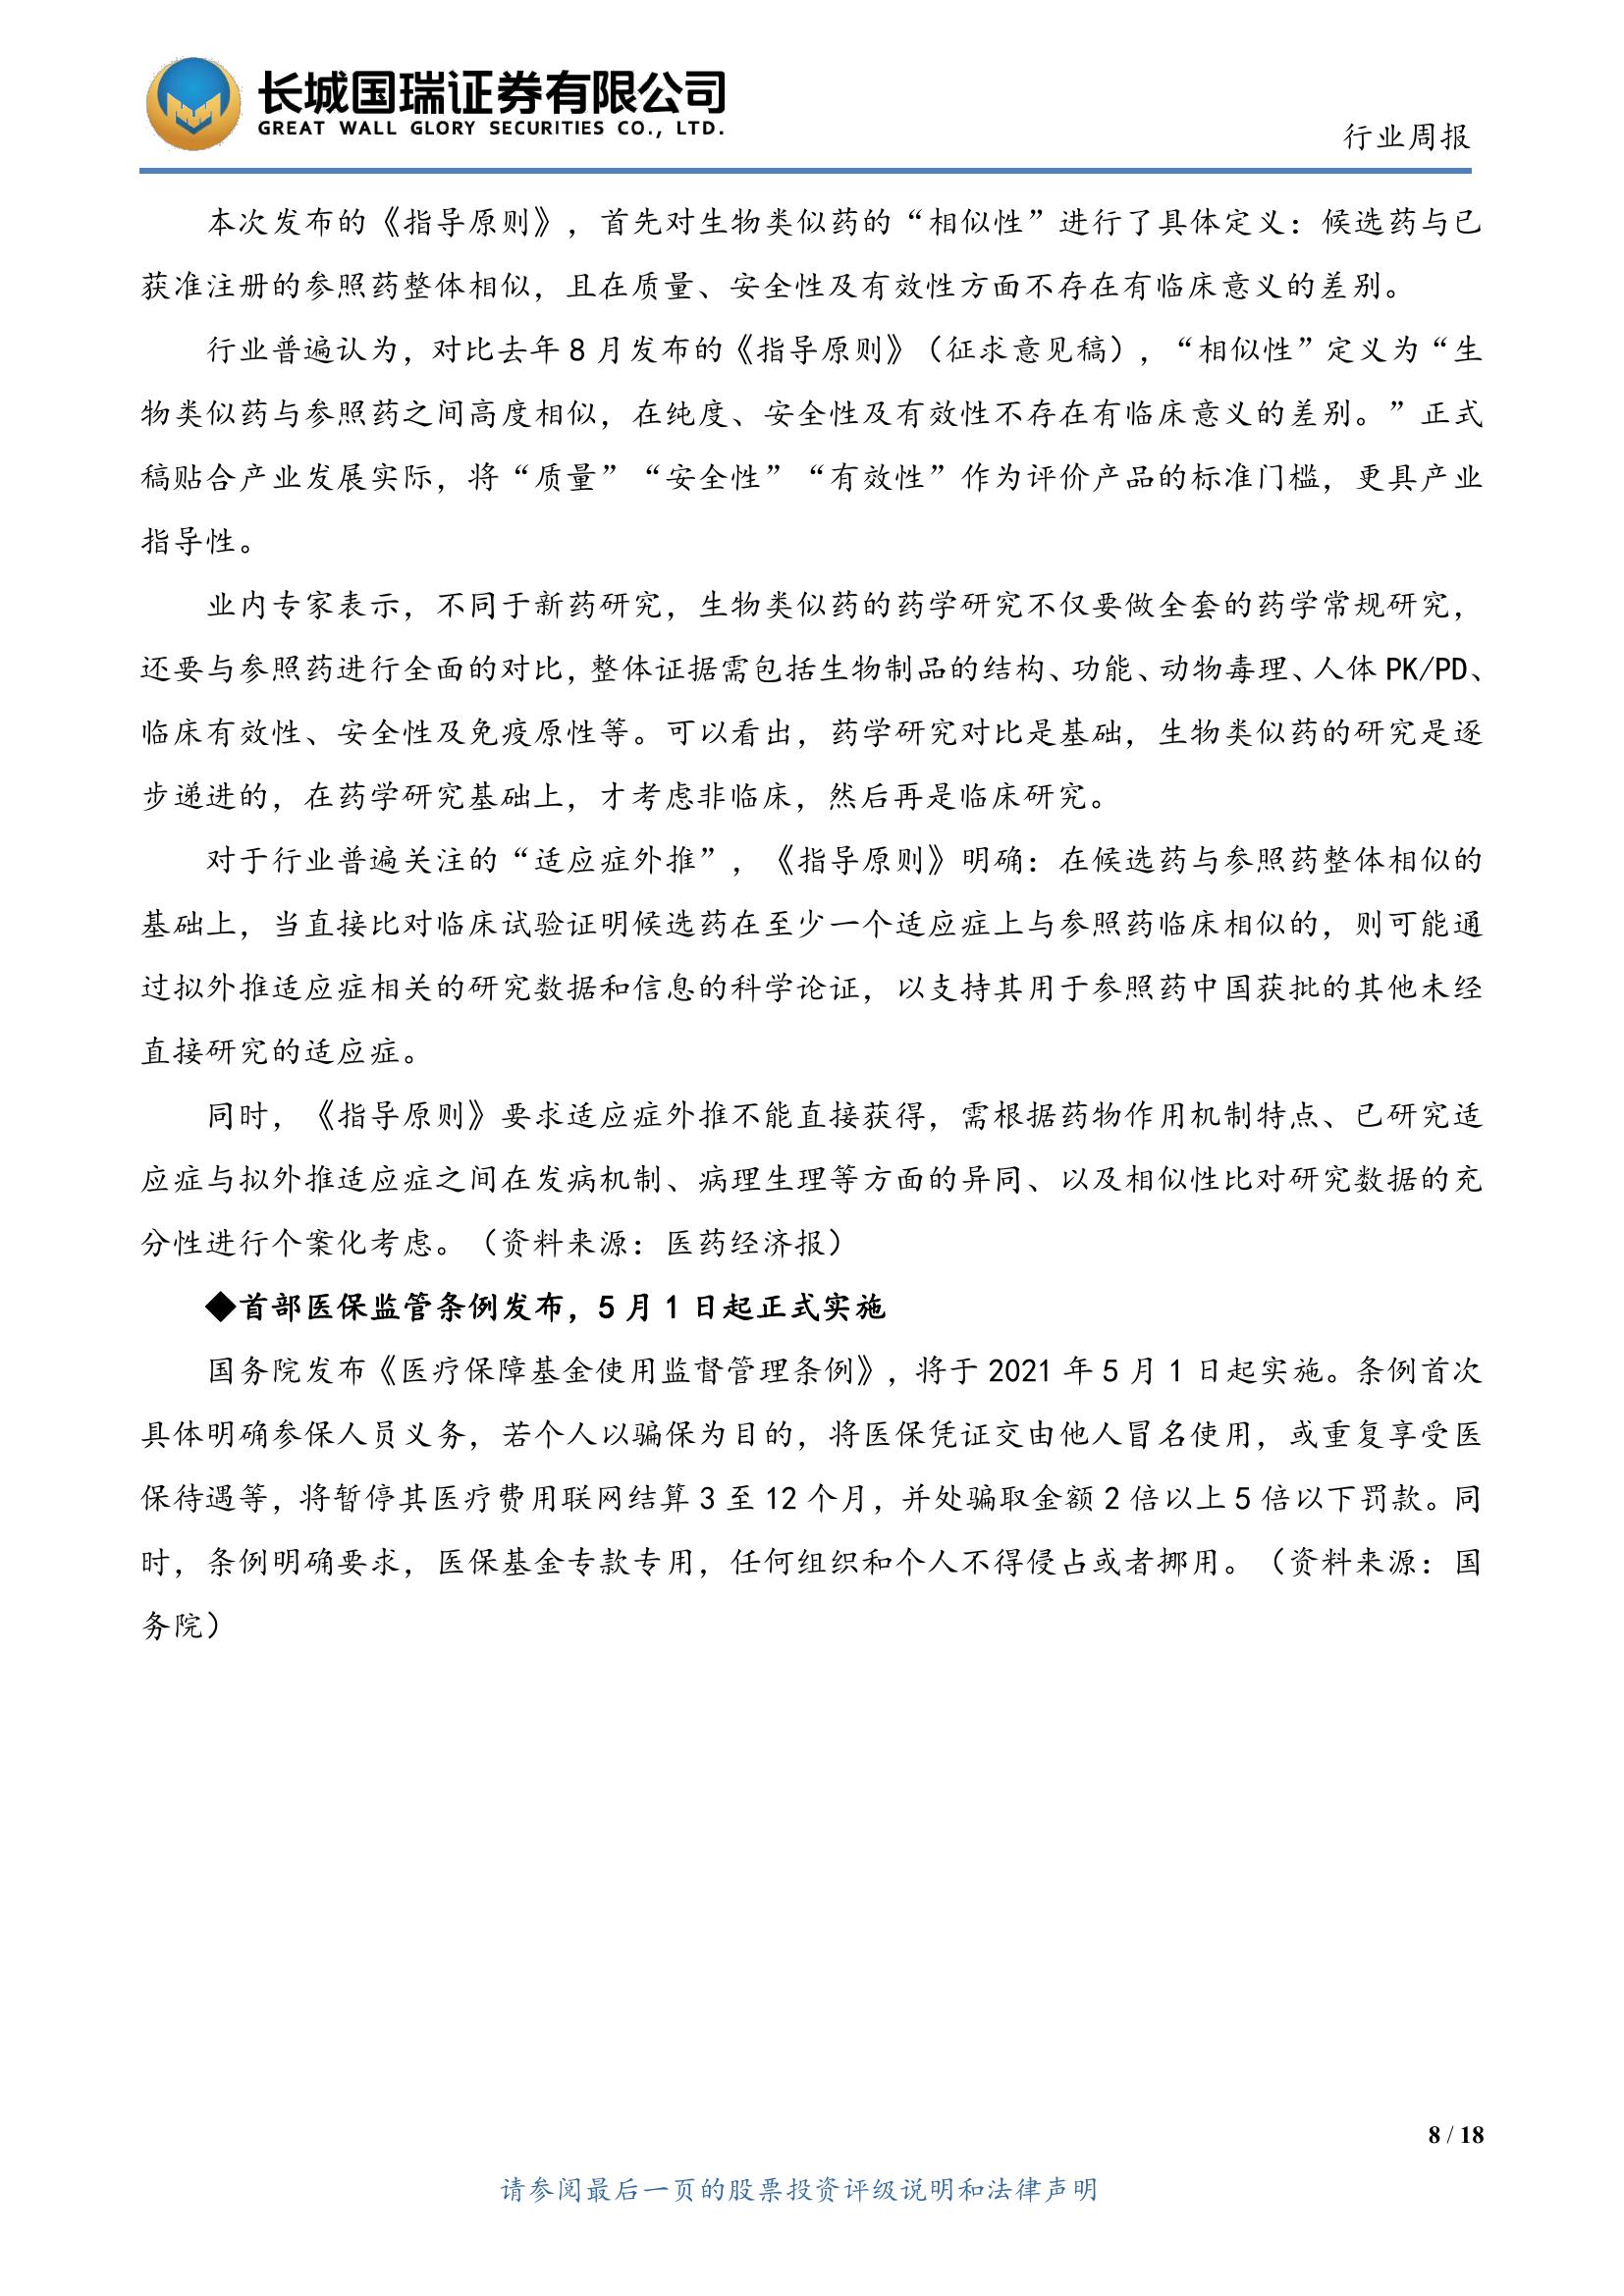 长城国瑞证券有限公司
GREAT WALL GLORY SECURITIES CO., LTD.
行业周报
本次发布的《指导原则》，首先对生物类似药的“相似性”进行了具体定义：候选药与已
获准注册的参照药整体相似，且在质量、安全性及有效性方面不存在有临床意义的差别。
行业普遍认为，对比去年 8 月发布的《指导原则》（征求意见稿），“相似性”定义为“生
物类似药与参照药之间高度相似，在纯度、安全性及有效性不存在有临床意义的差别。”正式
稿贴合产业发展实际，将“质量”“安全性”“有效性”作为评价产品的标准门槛，更具产业
指导性。
业内专家表示，不同于新药研究，生物类似药的药学研究不仅要做全套的药学常规研究，
还要与参照药进行全面的对比，整体证据需包括生物制品的结构、功能、动物毒理、人体 PK/PD、
临床有效性、安全性及免疫原性等。可以看出，药学研究对比是基础，生物类似药的研究是逐
步递进的，在药学研究基础上，才考虑非临床，然后再是临床研究。
对于行业普遍关注的“适应症外推”，《指导原则》明确：在候选药与参照药整体相似的
基础上，当直接比对临床试验证明候选药在至少一个适应症上与参照药临床相似的，则可能通
过拟外推适应症相关的研究数据和信息的科学论证，以支持其用于参照药中国获批的其他未经
直接研究的适应症。
同时，《指导原则》要求适应症外推不能直接获得，需根据药物作用机制特点、已研究适
应症与拟外推适应症之间在发病机制、病理生理等方面的异同、以及相似性比对研究数据的充
分性进行个案化考虑。（资料来源：医药经济报）
◆首部医保监管条例发布，5 月 1 日起正式实施
国务院发布《医疗保障基金使用监督管理条例》，将于 2021 年 5 月 1 日起实施。条例首次
具体明确参保人员义务，若个人以骗保为目的，将医保凭证交由他人冒名使用，或重复享受医
保待遇等，将暂停其医疗费用联网结算 3 至 12 个月，并处骗取金额 2 倍以上 5 倍以下罚款。同
时，条例明确要求，医保基金专款专用，任何组织和个人不得侵占或者挪用。（资料来源：国
务院）
8 / 18
请参阅最后一页的股票投资评级说明和法律声明